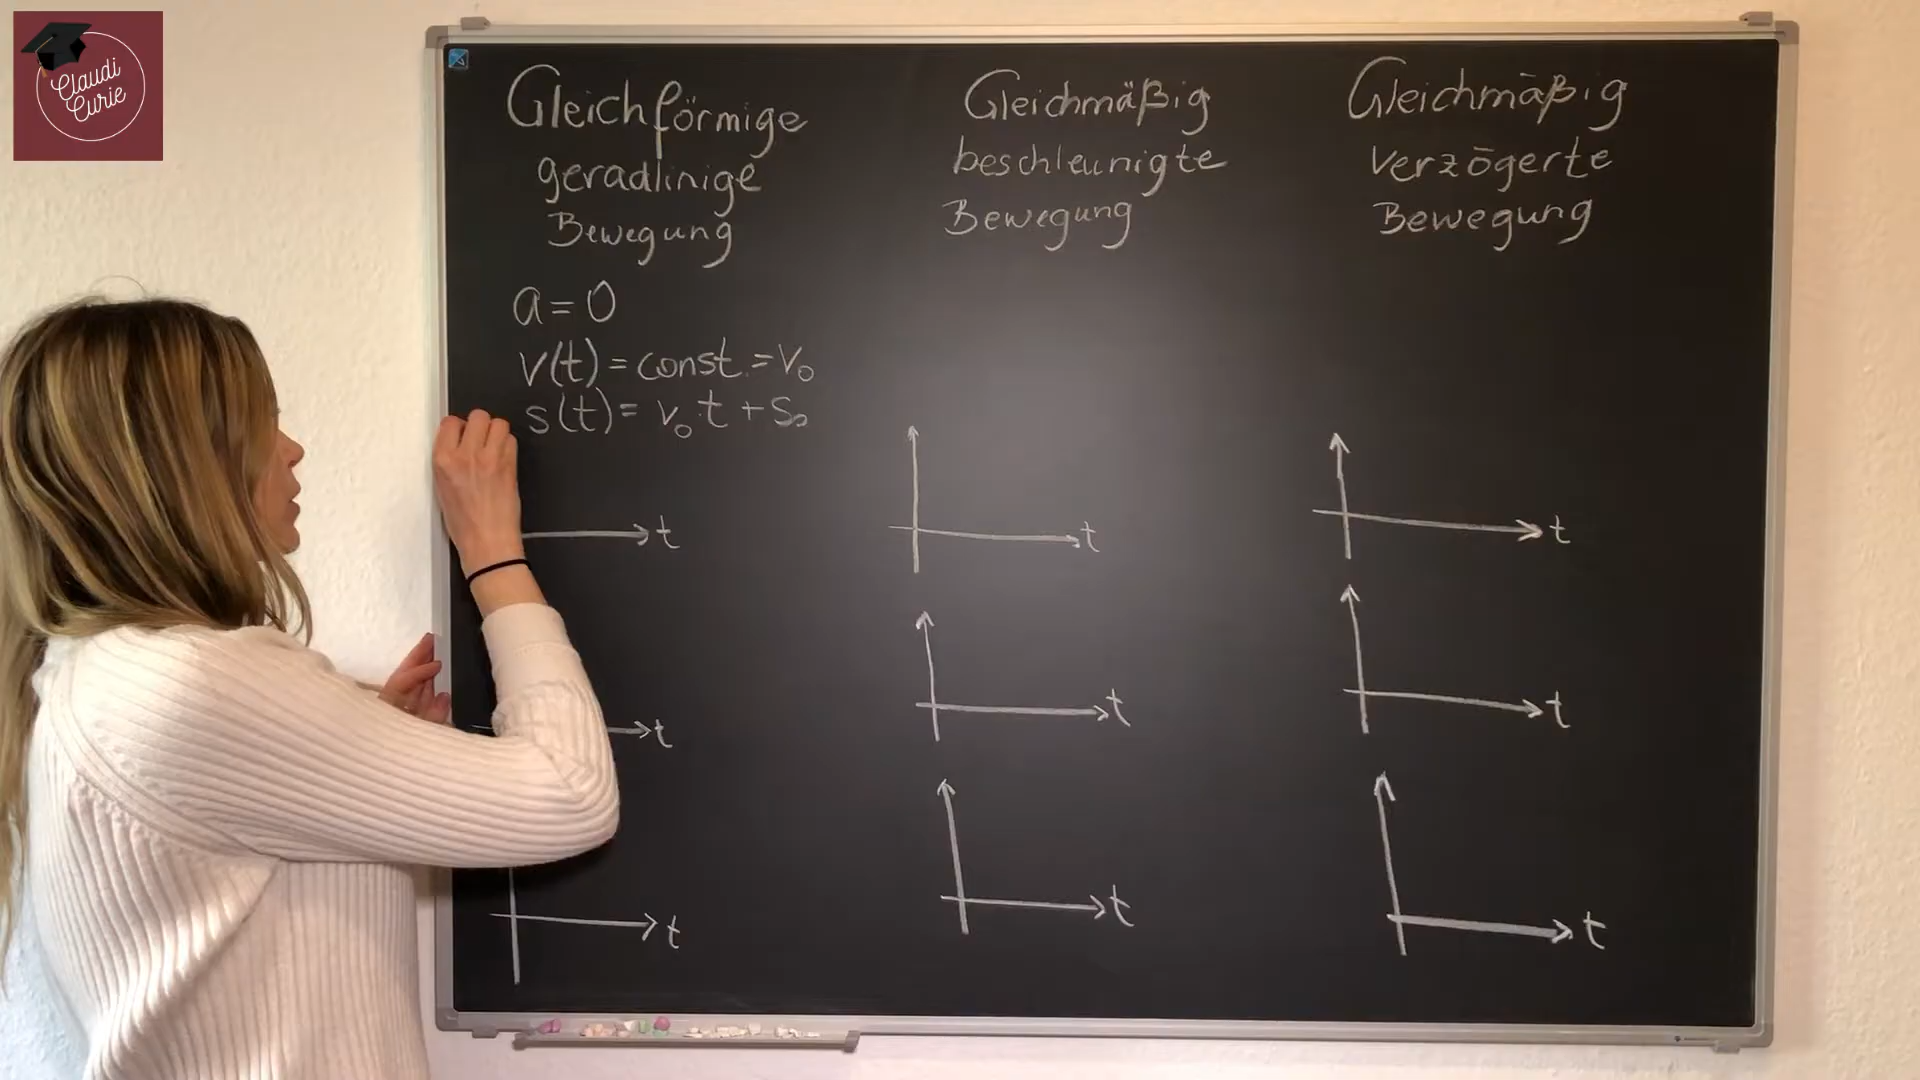 Claudi
Curie
Gleichförmige
geradlinige
Bewegung
a = 0
v(t) = const. = v₀
s(t) = v₀·t + s₀
t
t
t
Gleichmäßig
beschleunigte
Bewegung
t
t
t
Gleichmäßig
verzögerte
Bewegung
t
t
t